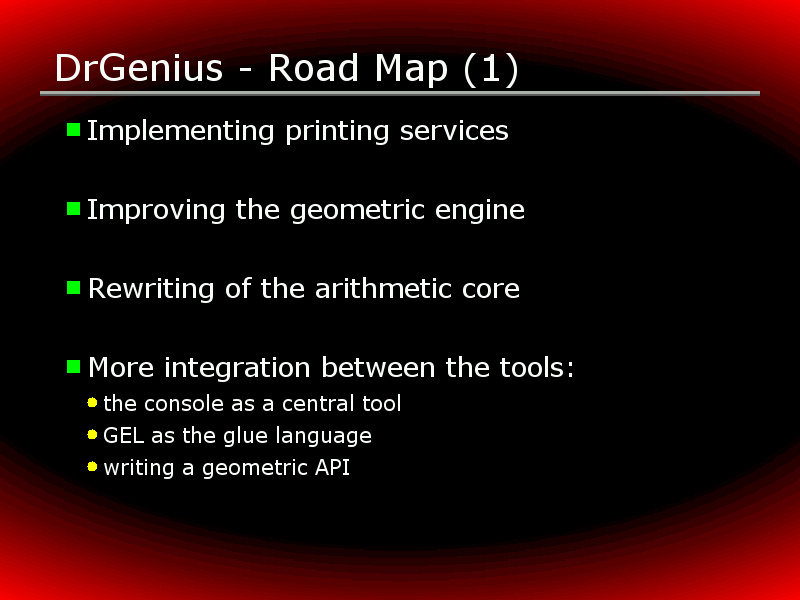 DrGenius - Road Map (1)
Implementing printing services
Improving the geometric engine
Rewriting of the arithmetic core
More integration between the tools:
the console as a central tool
GEL as the glue language
writing a geometric API